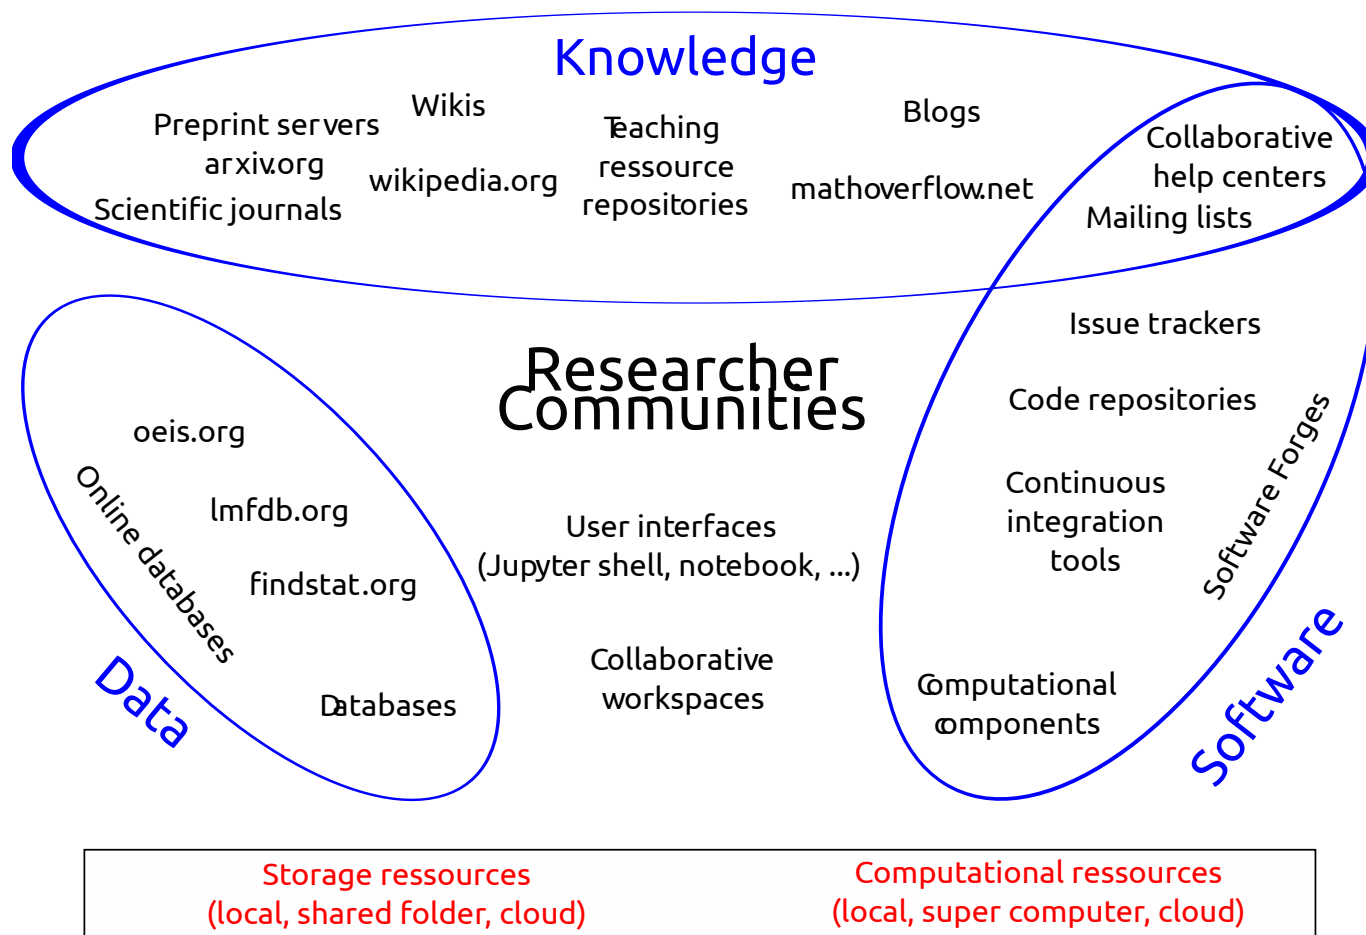 Knowledge
Preprint servers
arxiv.org
Scientific journals
Wikis
wikipedia.org
Teaching
ressource
repositories
Blogs
mathoverflow.net
Collaborative
help centers
Mailing lists
Researcher
Communities
oeis.org
lmfdb.org
findstat.org
Online databases
Databases
Data
User interfaces
(Jupyter shell, notebook, ...)
Collaborative
workspaces
Issue trackers
Code repositories
Continuous
integration
tools
Software Forges
Computational
components
Software
Storage ressources
(local, shared folder, cloud)
Computational ressources
(local, super computer, cloud)